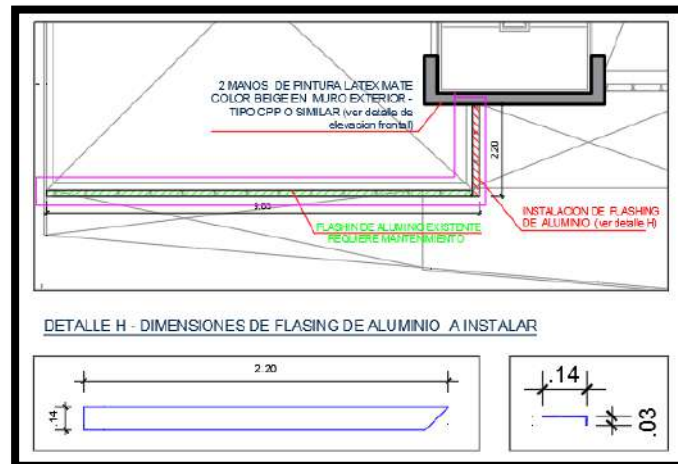 2 MANOS DE PINTURA LATEX MATE
COLOR BEIGE EN MURO EXTERIOR -
TIPO CPP O SIMILAR (ver detalle de
elevacion frontal)
2.20
INSTALACION DE FLASHING
DE ALUMINIO (ver detalle H)
FLASHIN DE ALUMINIO EXISTENTE
REQUIERE MANTENIMIENTO
DETALLE H - DIMENSIONES DE FLASING DE ALUMINIO A INSTALAR
2.20
.14
.14
.03